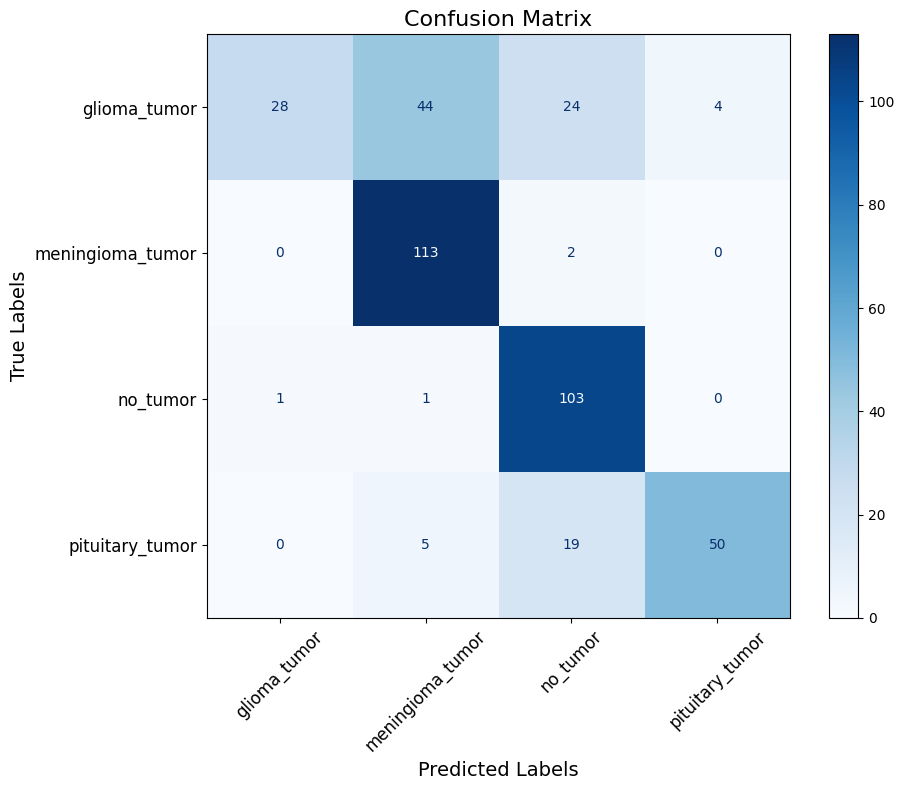 Confusion Matrix
True Labels
glioma_tumor 28 44 24 4
meningioma_tumor 0 113 2 0
no_tumor 1 1 103 0
pituitary_tumor 0 5 19 50
glioma_tumor meningioma_tumor no_tumor pituitary_tumor
Predicted Labels
100
80
60
40
20
0